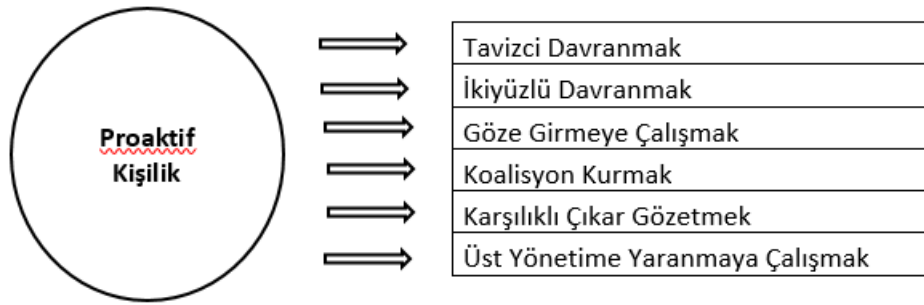 Proaktif
Kişilik
Tavizci Davranmak
İkiyüzlü Davranmak
Göze Girmeye Çalışmak
Koalisyon Kurmak
Karşılıklı Çıkar Gözetmek
Üst Yönetime Yaranmaya Çalışmak